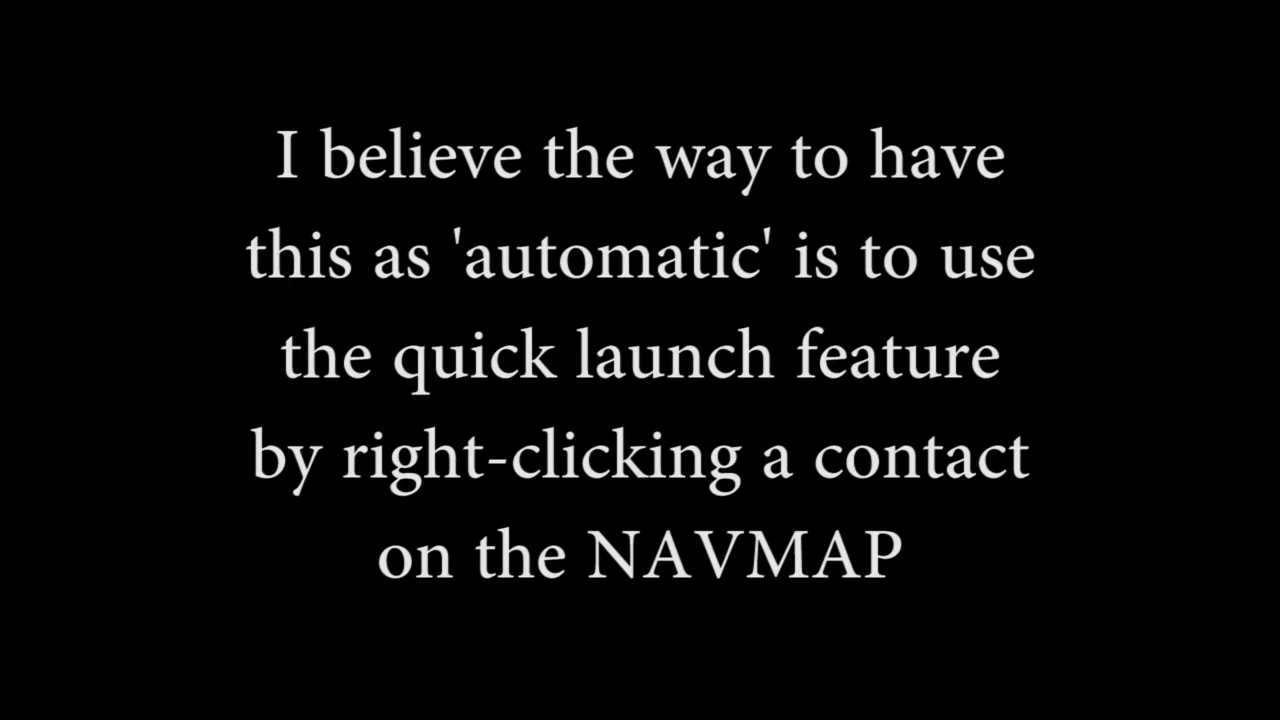 I believe the way to have
this as 'automatic' is to use
the quick launch feature
by right-clicking a contact
on the NAVMAP